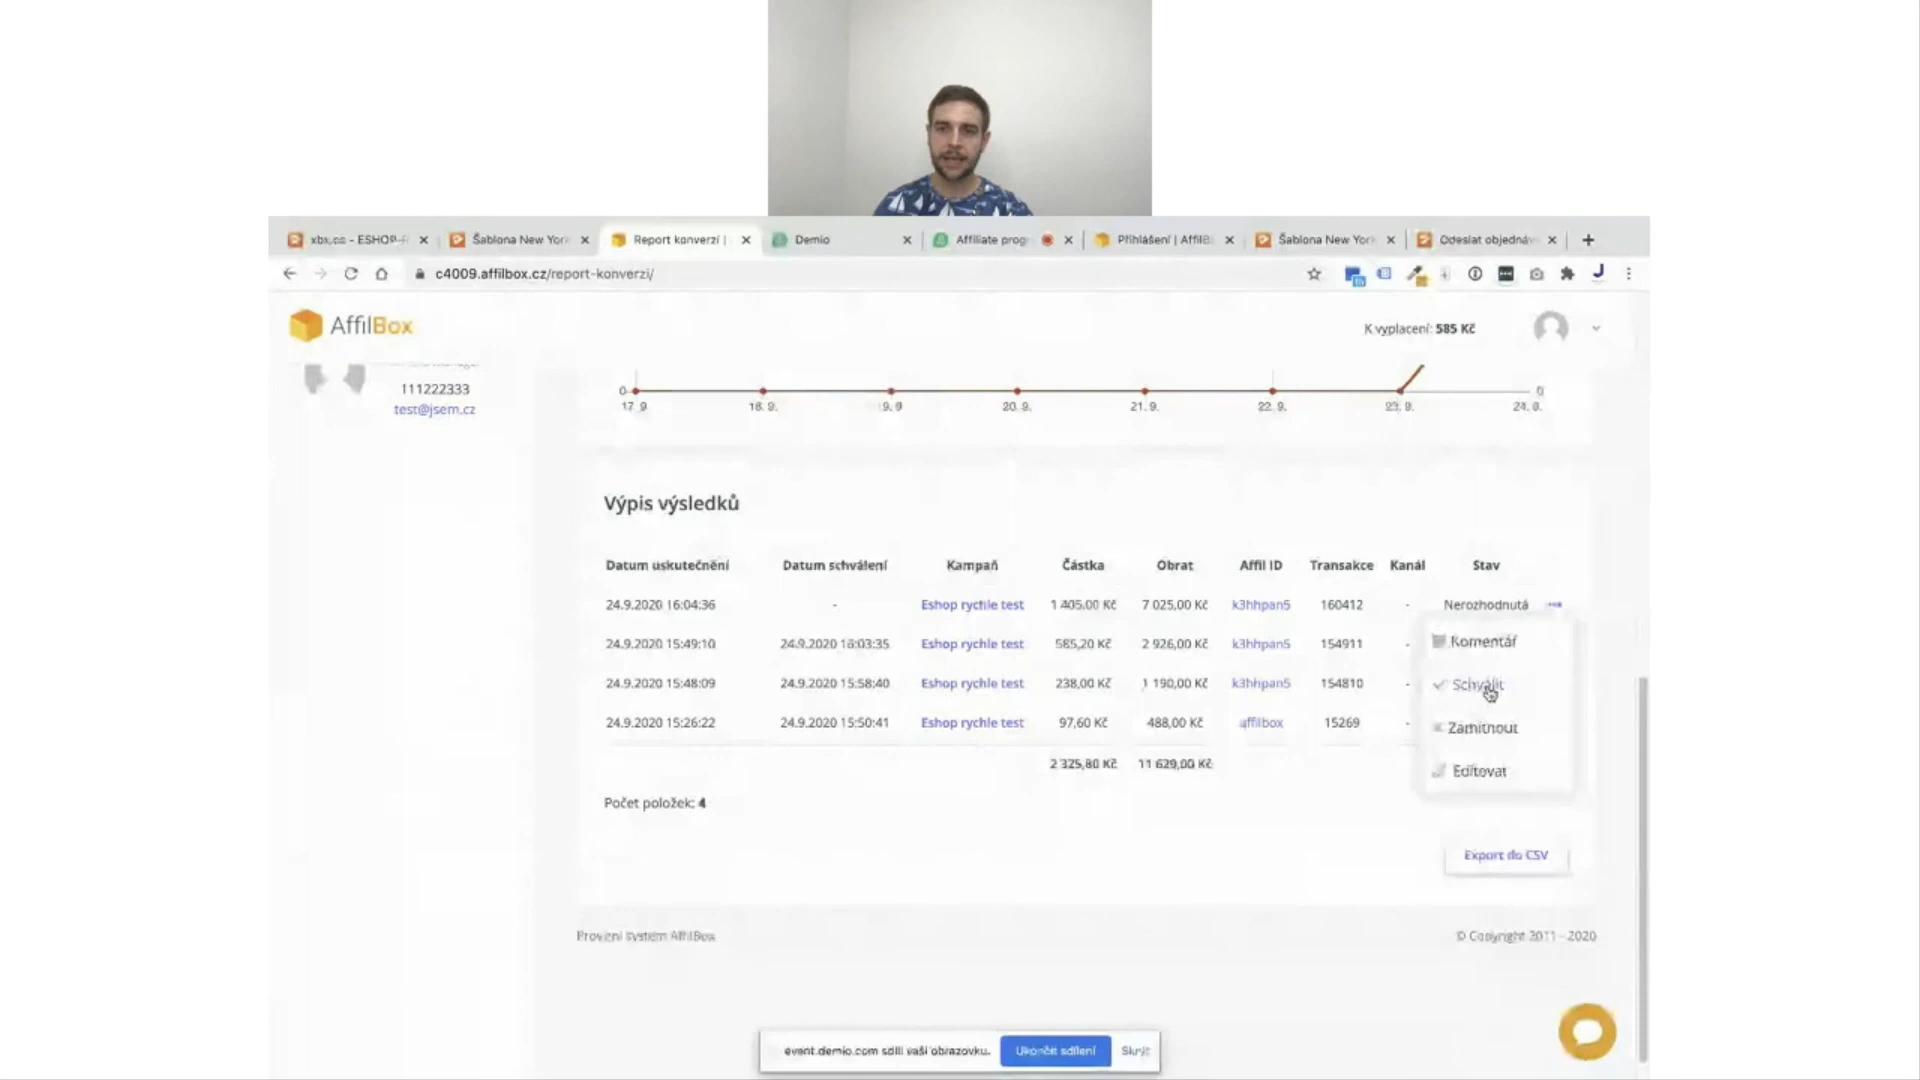 xbx.cz - ESHOP-R
Šablona New York
Report konverzí |
Demio
Affiliate prog
Přihlášení | AffilB
Šablona New York
Odeslat objednáv
c4009.affilbox.cz/report-konverzi/
AffilBox
K vyplacení: 585 Kč
111222333
test@jsem.cz
0
0
17. 9.
18. 9.
19. 9.
20. 9.
21. 9.
22. 9.
23. 9.
24. 9.
Výpis výsledků
Datum uskutečnění Datum schválení Kampaň Částka Obrat Affil ID Transakce Kanál Stav
24.9.2020 16:04:36 - Eshop rychle test 1 405,00 Kč 7 025,00 Kč k3hhpan5 160412 - Nerozhodnutá
24.9.2020 15:49:10 24.9.2020 16:03:35 Eshop rychle test 585,20 Kč 2 926,00 Kč k3hhpan5 154911 -
24.9.2020 15:48:09 24.9.2020 15:58:40 Eshop rychle test 238,00 Kč 1 190,00 Kč k3hhpan5 154810 -
24.9.2020 15:26:22 24.9.2020 15:50:41 Eshop rychle test 97,60 Kč 488,00 Kč affilbox 15269 -
2 325,80 Kč 11 629,00 Kč
Komentář
Schválit
Zamítnout
Editovat
Počet položek: 4
Export do CSV
Provizní systém AffilBox
© Copyright 2011 - 2020
event.demio.com sdílí vaši obrazovku.
Ukončit sdílení
Skrýt